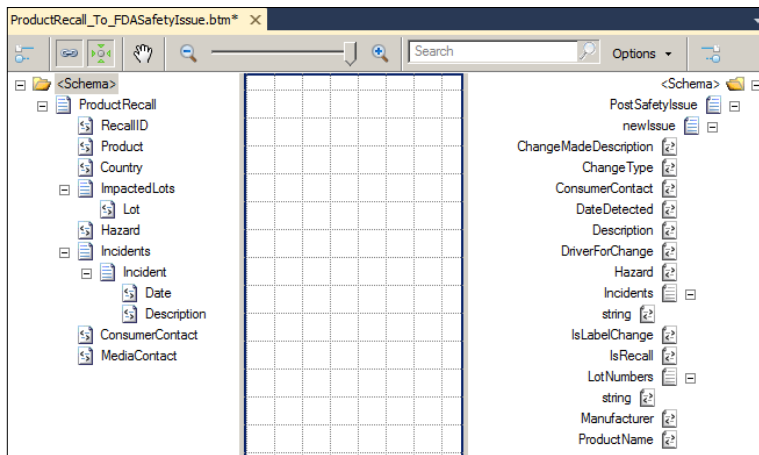 ProductRecall_To_FDASafetyIssue.btm*
Search
Options
<Schema>
ProductRecall
RecallID
Product
Country
ImpactedLots
Lot
Hazard
Incidents
Incident
Date
Description
ConsumerContact
MediaContact
<Schema>
PostSafetyIssue
newIssue
ChangeMadeDescription
ChangeType
ConsumerContact
DateDetected
Description
DriverForChange
Hazard
Incidents
string
IsLabelChange
IsRecall
LotNumbers
string
Manufacturer
ProductName